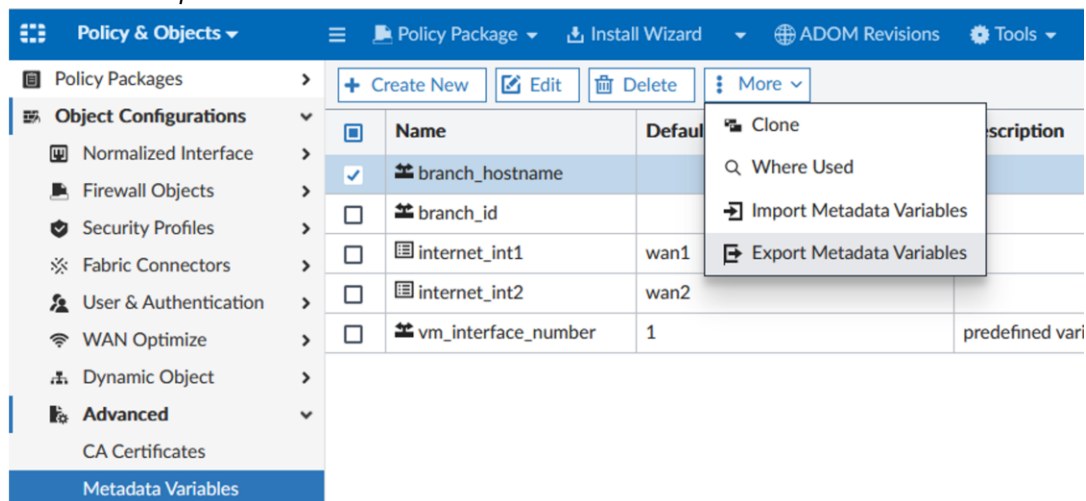 Policy & Objects
Policy Package
Install Wizard
ADOM Revisions
Tools
Policy Packages
Object Configurations
Normalized Interface
Firewall Objects
Security Profiles
Fabric Connectors
User & Authentication
WAN Optimize
Dynamic Object
Advanced
CA Certificates
Metadata Variables
+ Create New Edit Delete More
Name
branch_hostname
branch_id
internet_int1 wan1
internet_int2 wan2
vm_interface_number 1 predefined
Clone
Where Used
Import Metadata Variables
Export Metadata Variables